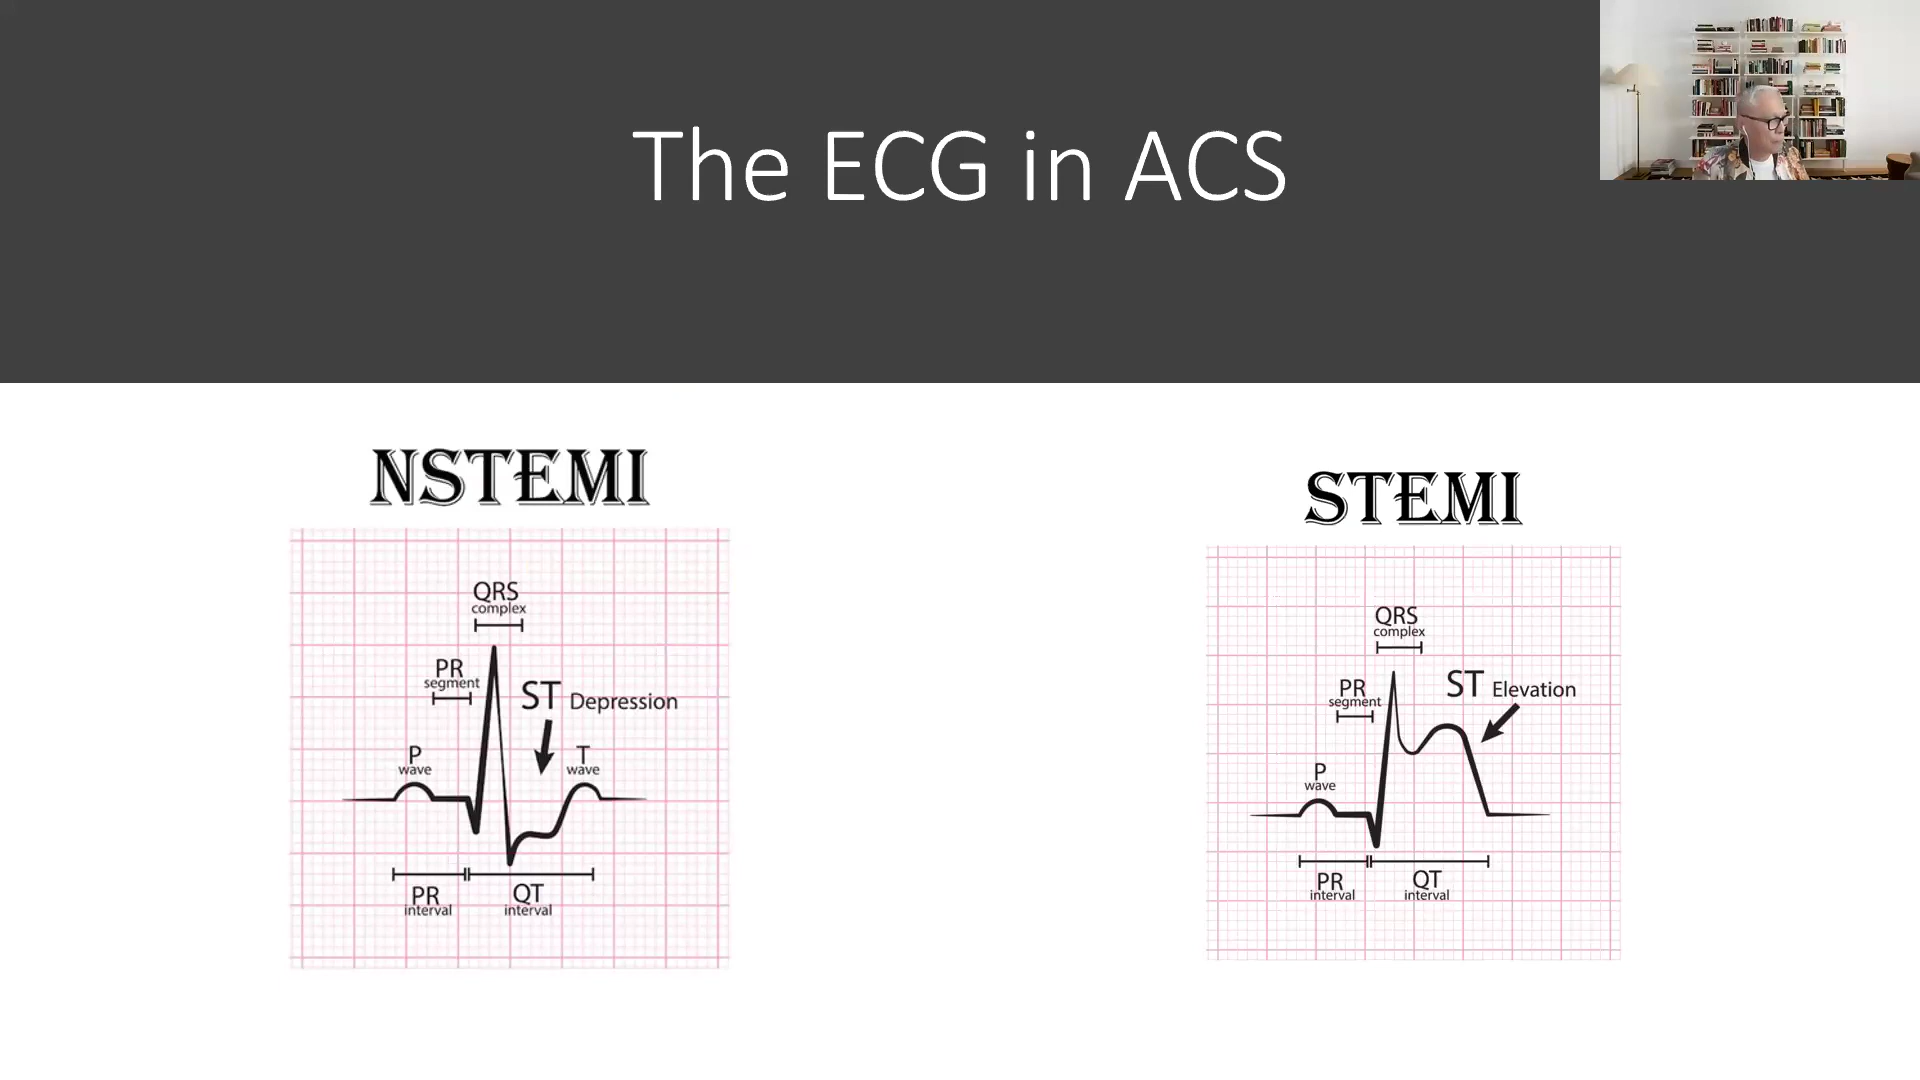 The ECG in ACS
NSTEMI
QRS
complex
PR
segment
ST Depression
P
wave
T
wave
PR
interval
QT
interval
STEMI
QRS
complex
PR
segment
ST Elevation
P
wave
PR
interval
QT
interval